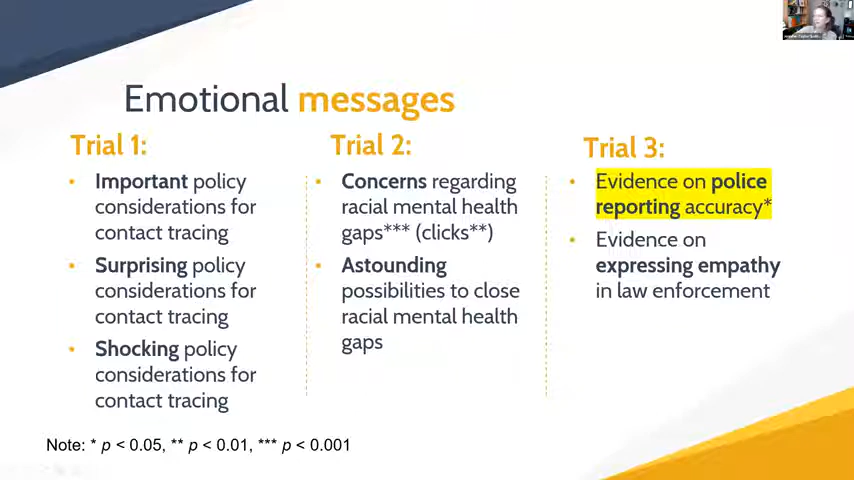 Emotional messages
Trial 1:
• Important policy
considerations for
contact tracing
• Surprising policy
considerations for
contact tracing
• Shocking policy
considerations for
contact tracing
Trial 2:
• Concerns regarding
racial mental health
gaps*** (clicks**)
• Astounding
possibilities to close
racial mental health
gaps
Trial 3:
• Evidence on police
reporting accuracy*
• Evidence on
expressing empathy
in law enforcement
Note: * p < 0.05, ** p < 0.01, *** p < 0.001